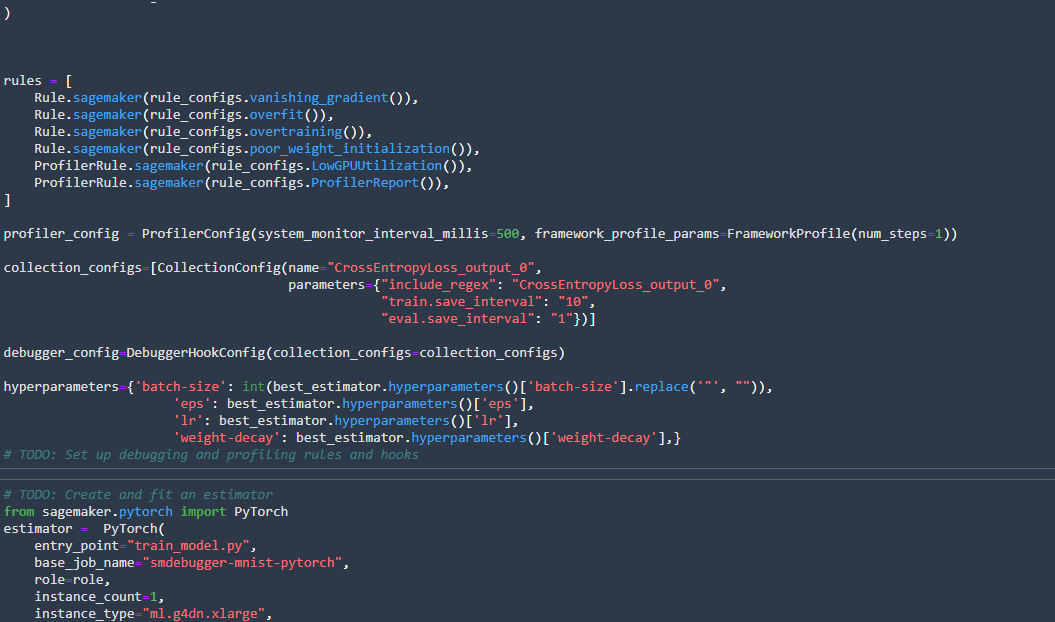 )
rules = [
    Rule.sagemaker(rule_configs.vanishing_gradient()),
    Rule.sagemaker(rule_configs.overfit()),
    Rule.sagemaker(rule_configs.overtraining()),
    Rule.sagemaker(rule_configs.poor_weight_initialization()),
    ProfilerRule.sagemaker(rule_configs.LowGPUUtilization()),
    ProfilerRule.sagemaker(rule_configs.ProfilerReport()),
]
profiler_config = ProfilerConfig(system_monitor_interval_millis=500, framework_profile_params=FrameworkProfile(num_steps=1))
collection_configs=[CollectionConfig(name="CrossEntropyLoss_output_0",
                                     parameters={"include_regex": "CrossEntropyLoss_output_0",
                                                 "train.save_interval": "10",
                                                 "eval.save_interval": "1"})]
debugger_config=DebuggerHookConfig(collection_configs=collection_configs)
hyperparameters={'batch-size': int(best_estimator.hyperparameters()['batch-size'].replace('"', "")),
                      'eps': best_estimator.hyperparameters()['eps'],
                      'lr': best_estimator.hyperparameters()['lr'],
                      'weight-decay': best_estimator.hyperparameters()['weight-decay'],}
# TODO: Set up debugging and profiling rules and hooks
# TODO: Create and fit an estimator
from sagemaker.pytorch import PyTorch
estimator =  PyTorch(
    entry_point="train_model.py",
    base_job_name="smdebugger-mnist-pytorch",
    role=role,
    instance_count=1,
    instance_type="ml.g4dn.xlarge",